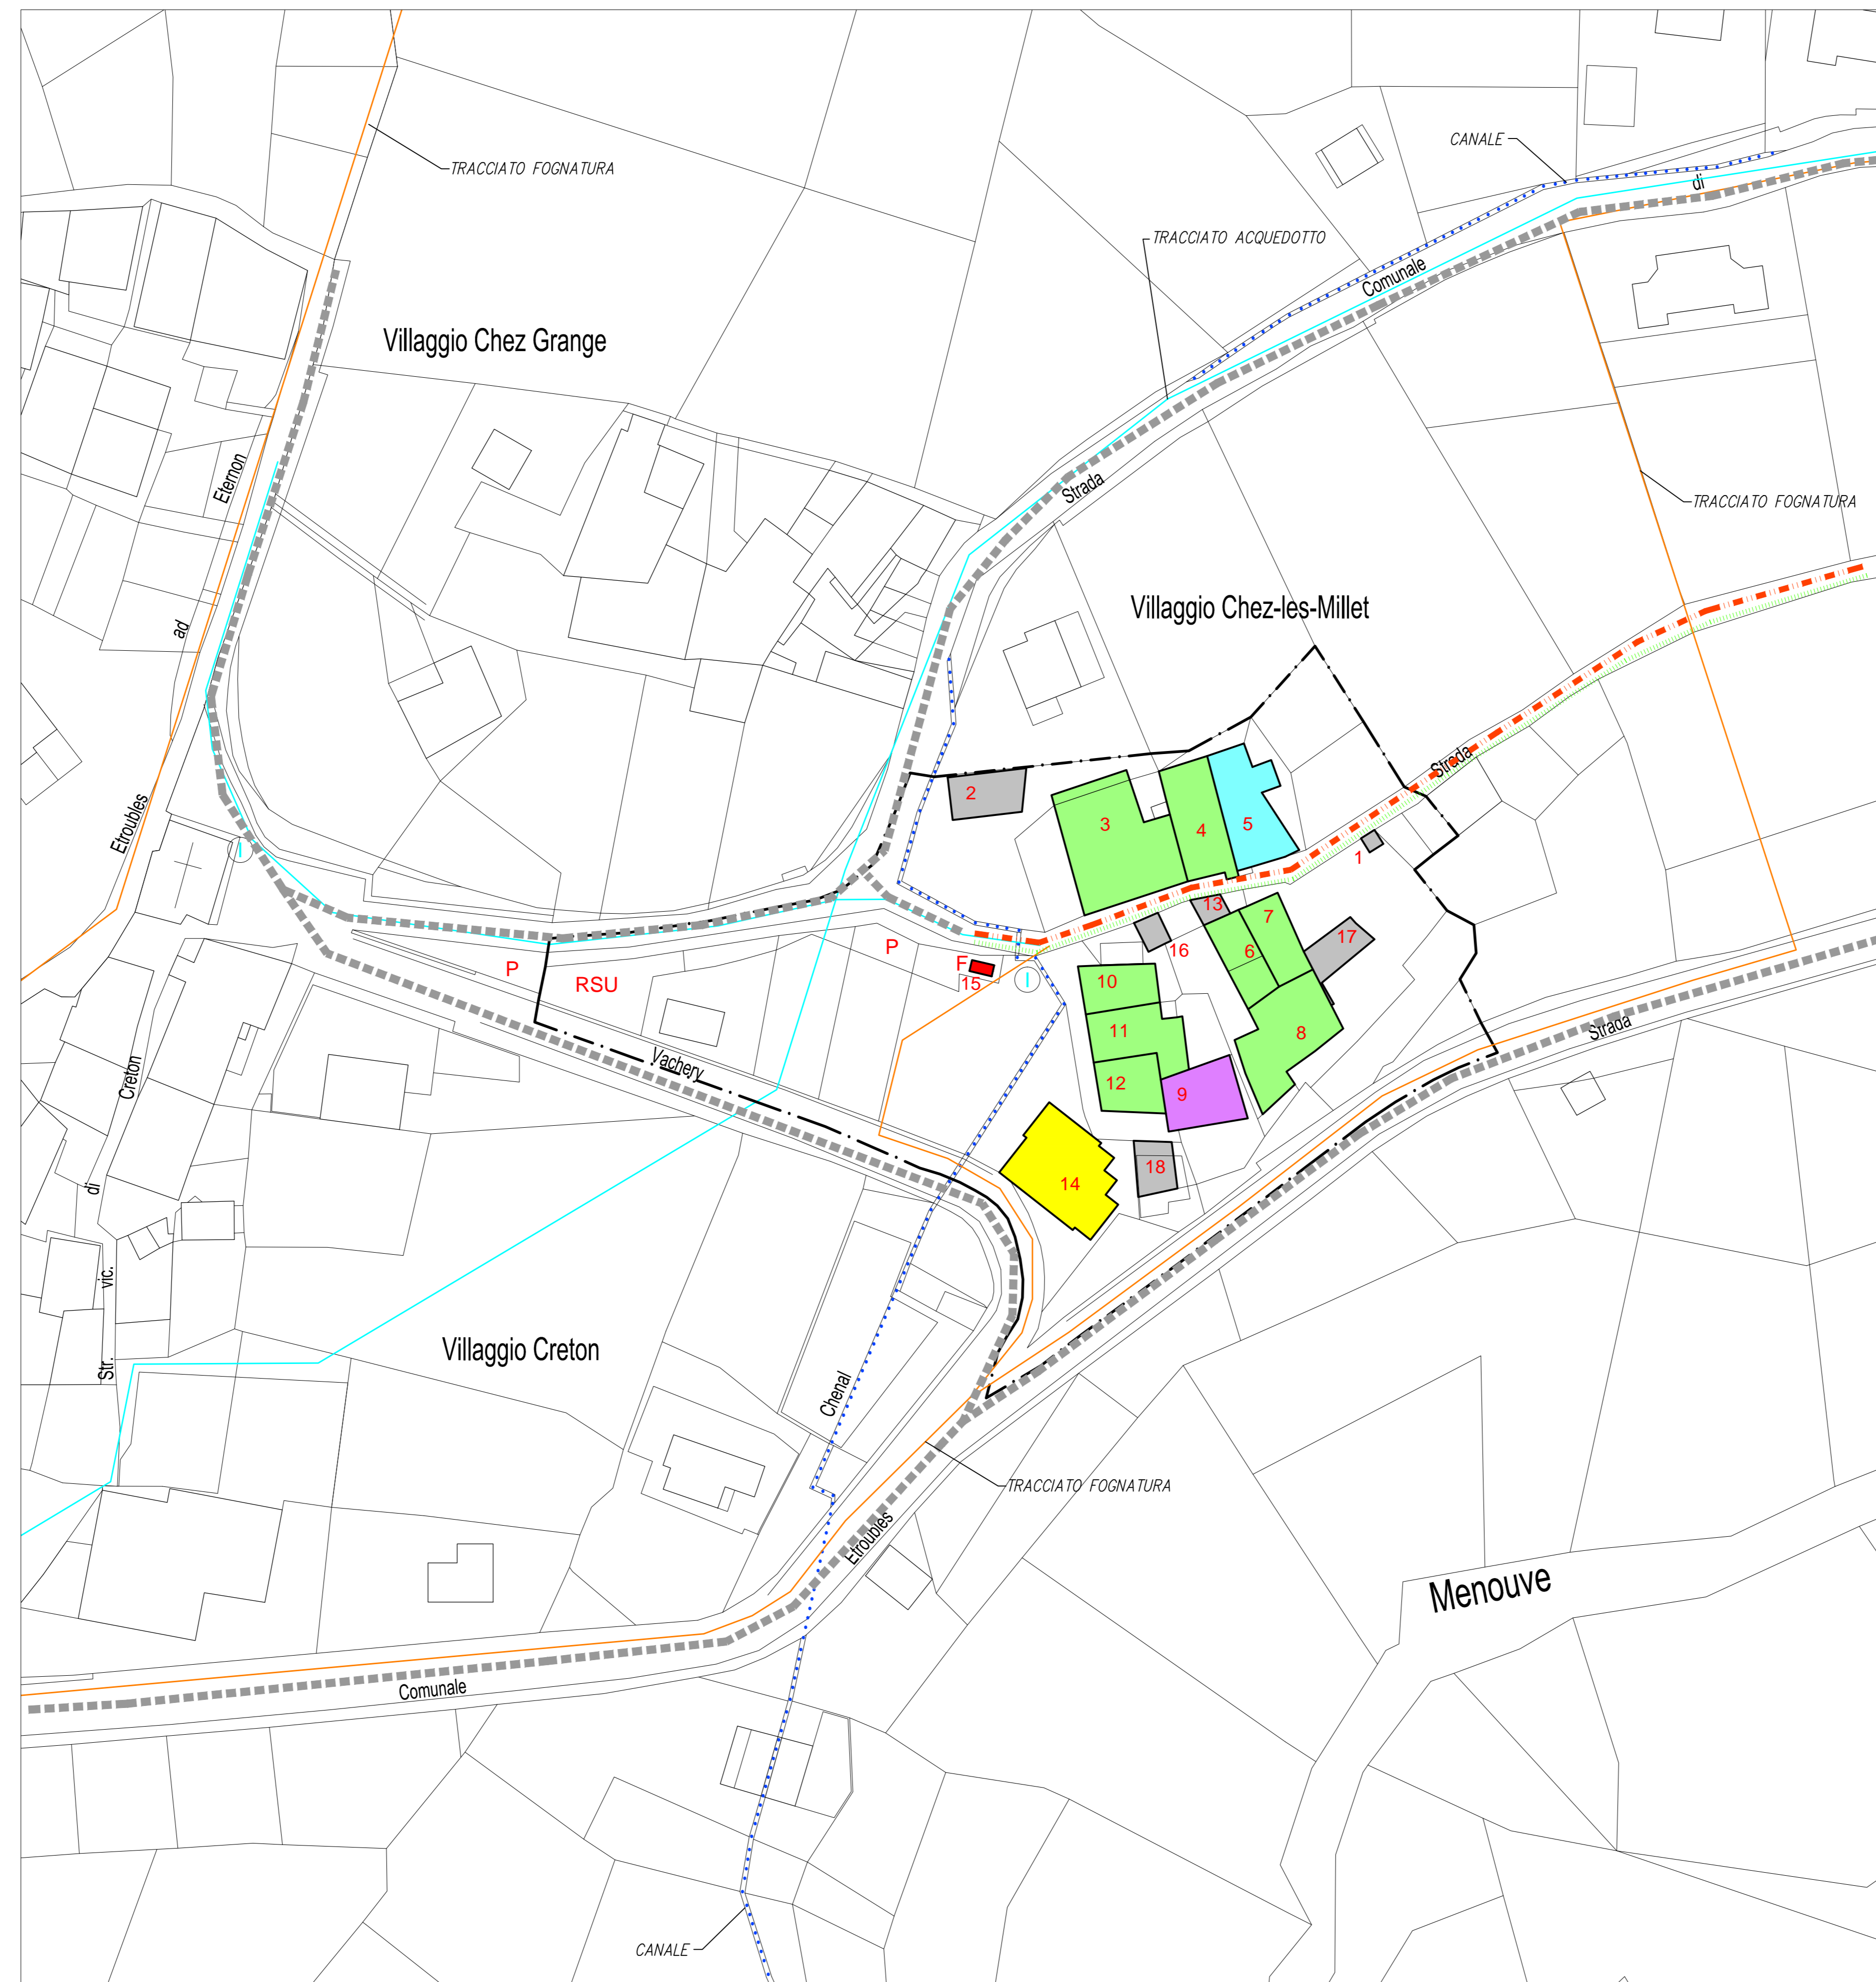 CANALE
TRACCIATO FOGNATURA
di
TRACCIATO ACQUEDOTTO
Comunale
Villaggio Chez Grange
Eternon
Strada
TRACCIATO FOGNATURA
Villaggio Chez-les-Millet
ad
Strada
2
3
4
5
Etroubles
I
1
13
7
16
6
17
P
P
F
15
RSU
I
10
11
8
Strada
Vachery
Creton
12
9
18
14
di
vic.
Str.
Villaggio Creton
Chenal
TRACCIATO FOGNATURA
Etroubles
Menouve
Comunale
CANALE